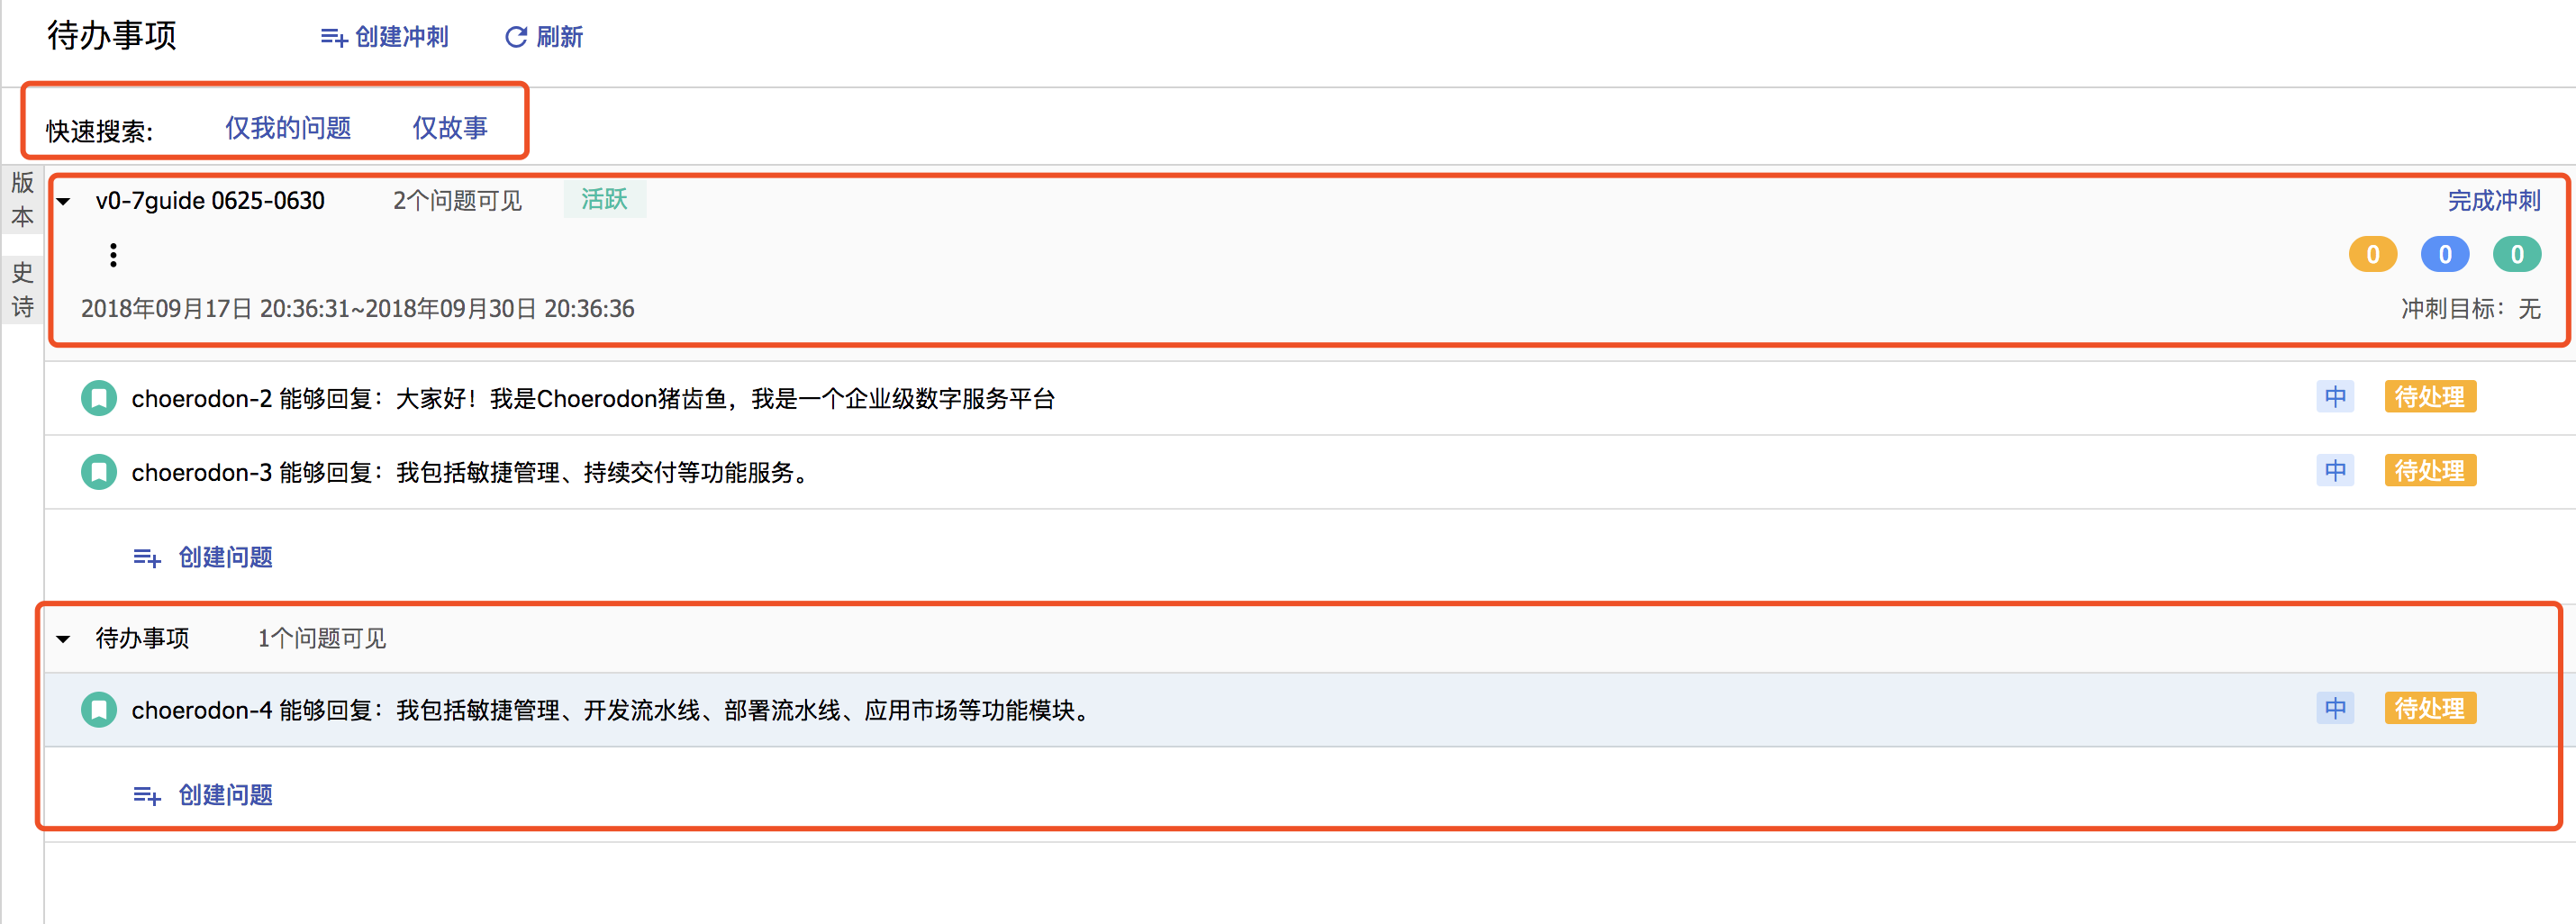 待办事项 创建冲刺 刷新
快速搜索: 仅我的问题 仅故事
版本
史诗
v0-7guide 0625-0630 2个问题可见 活跃 完成冲刺
0 0 0
2018年09月17日 20:36:31~2018年09月30日 20:36:36 冲刺目标：无
choerodon-2 能够回复：大家好！我是Choerodon猪齿鱼，我是一个企业级数字服务平台 中 待处理
choerodon-3 能够回复：我包括敏捷管理、持续交付等功能服务。 中 待处理
创建问题
待办事项 1个问题可见
choerodon-4 能够回复：我包括敏捷管理、开发流水线、部署流水线、应用市场等功能模块。 中 待处理
创建问题